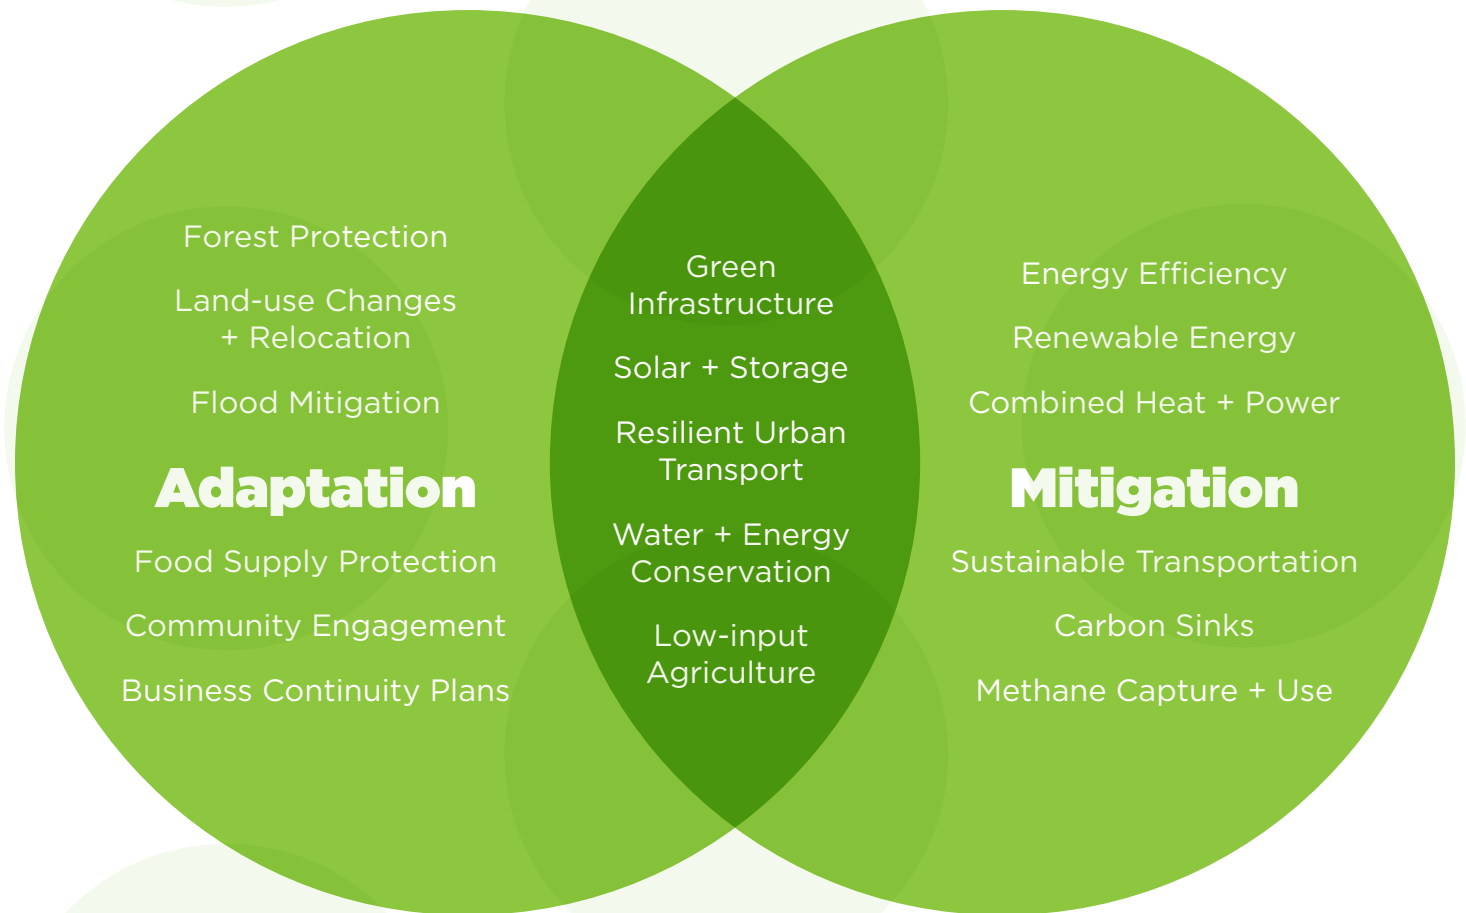 Forest Protection
Land-use Changes
+ Relocation
Flood Mitigation
Adaptation
Food Supply Protection
Community Engagement
Business Continuity Plans
Green
Infrastructure
Solar + Storage
Resilient Urban
Transport
Water + Energy
Conservation
Low-input
Agriculture
Energy Efficiency
Renewable Energy
Combined Heat + Power
Mitigation
Sustainable Transportation
Carbon Sinks
Methane Capture + Use